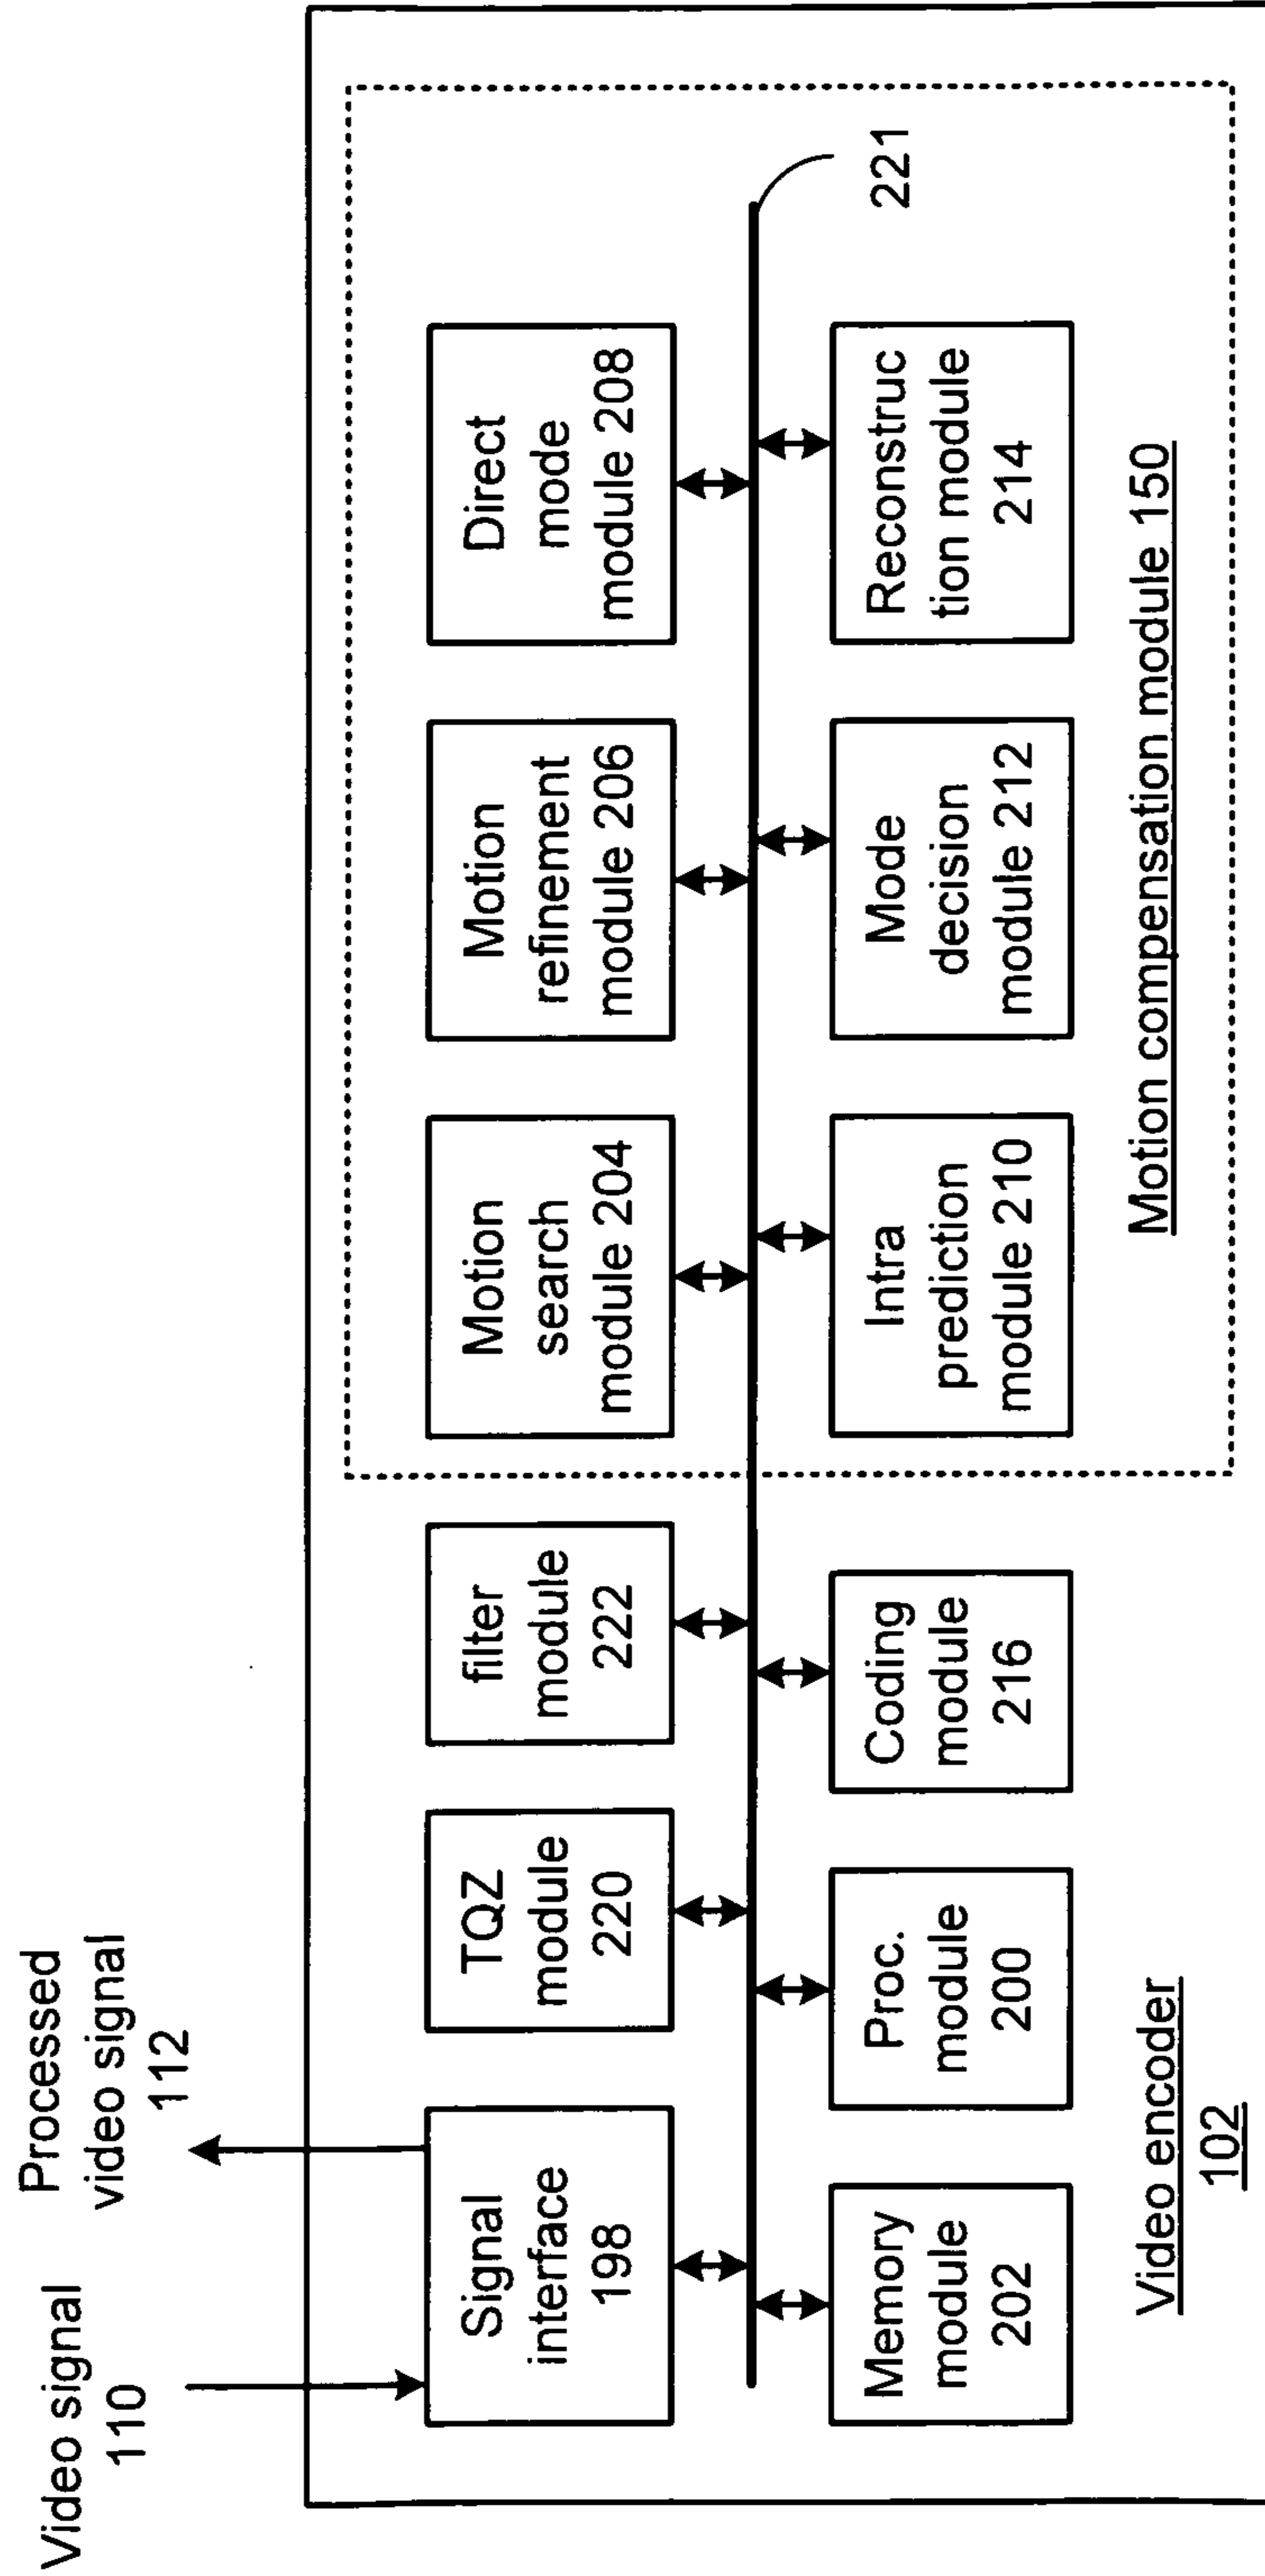 Video signal
110
Processed
video signal
112
Signal
interface
198
TQZ
module
220
filter
module
222
Motion
search
module 204
Motion
refinement
module 206
Direct
mode
module 208
221
Memory
module
202
Proc.
module
200
Coding
module
216
Intra
prediction
module 210
Mode
decision
module 212
Reconstruc
tion module
214
Video encoder
102
Motion compensation module 150